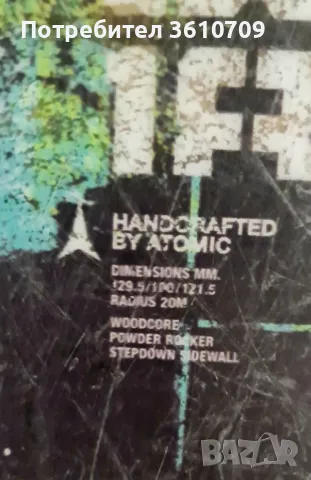 Потребител 3610709
HANDCRAFTED
BY ATOMIC
DIMENSIONS MM.
129.5/100/121.5
RADIUS 20M
WOODCORE
POWDER ROCKER
STEPDOWN SIDEWALL
BAZAR